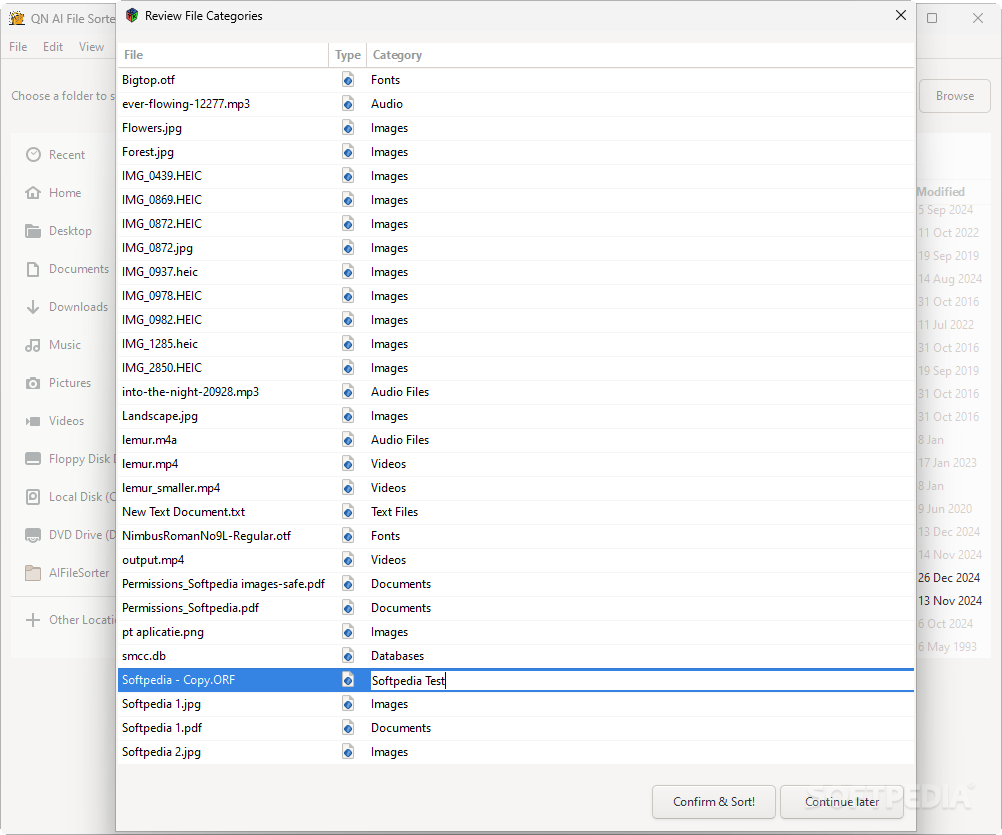 QN AI File Sorte
Review File Categories
File Edit View
File Type Category
Bigtop.otf Fonts
Choose a folder to s
Browse
ever-flowing-12277.mp3 Audio
Flowers.jpg Images
Forest.jpg Images
Recent
IMG_0439.HEIC Images
Home
IMG_0869.HEIC Images
Modified
5 Sep 2024
IMG_0872.HEIC Images
Desktop
11 Oct 2022
IMG_0872.jpg Images
19 Sep 2019
IMG_0937.heic Images
Documents
14 Aug 2024
IMG_0978.HEIC Images
Downloads
31 Oct 2016
IMG_0982.HEIC Images
11 Jul 2022
IMG_1285.heic Images
Music
31 Oct 2016
IMG_2850.HEIC Images
19 Sep 2019
Pictures
into-the-night-20928.mp3 Audio Files
31 Oct 2016
Landscape.jpg Images
Videos
31 Oct 2016
lemur.m4a Audio Files
8 Jan
lemur.mp4 Videos
Floppy Disk
17 Jan 2023
lemur_smaller.mp4 Videos
8 Jan
Local Disk (C
New Text Document.txt Text Files
9 Jun 2020
NimbusRomanNo9L-Regular.otf Fonts
DVD Drive (D
13 Dec 2024
output.mp4 Videos
14 Nov 2024
AIFileSorter
Permissions_Softpedia images-safe.pdf Documents
26 Dec 2024
Permissions_Softpedia.pdf Documents
13 Nov 2024
Other Locati
pt aplicatie.png Images
6 Oct 2024
smcc.db Databases
6 May 1993
Softpedia - Copy.ORF Softpedia Test
Softpedia 1.jpg Images
Softpedia 1.pdf Documents
Softpedia 2.jpg Images
Confirm & Sort! Continue later
SOFTPEDIA